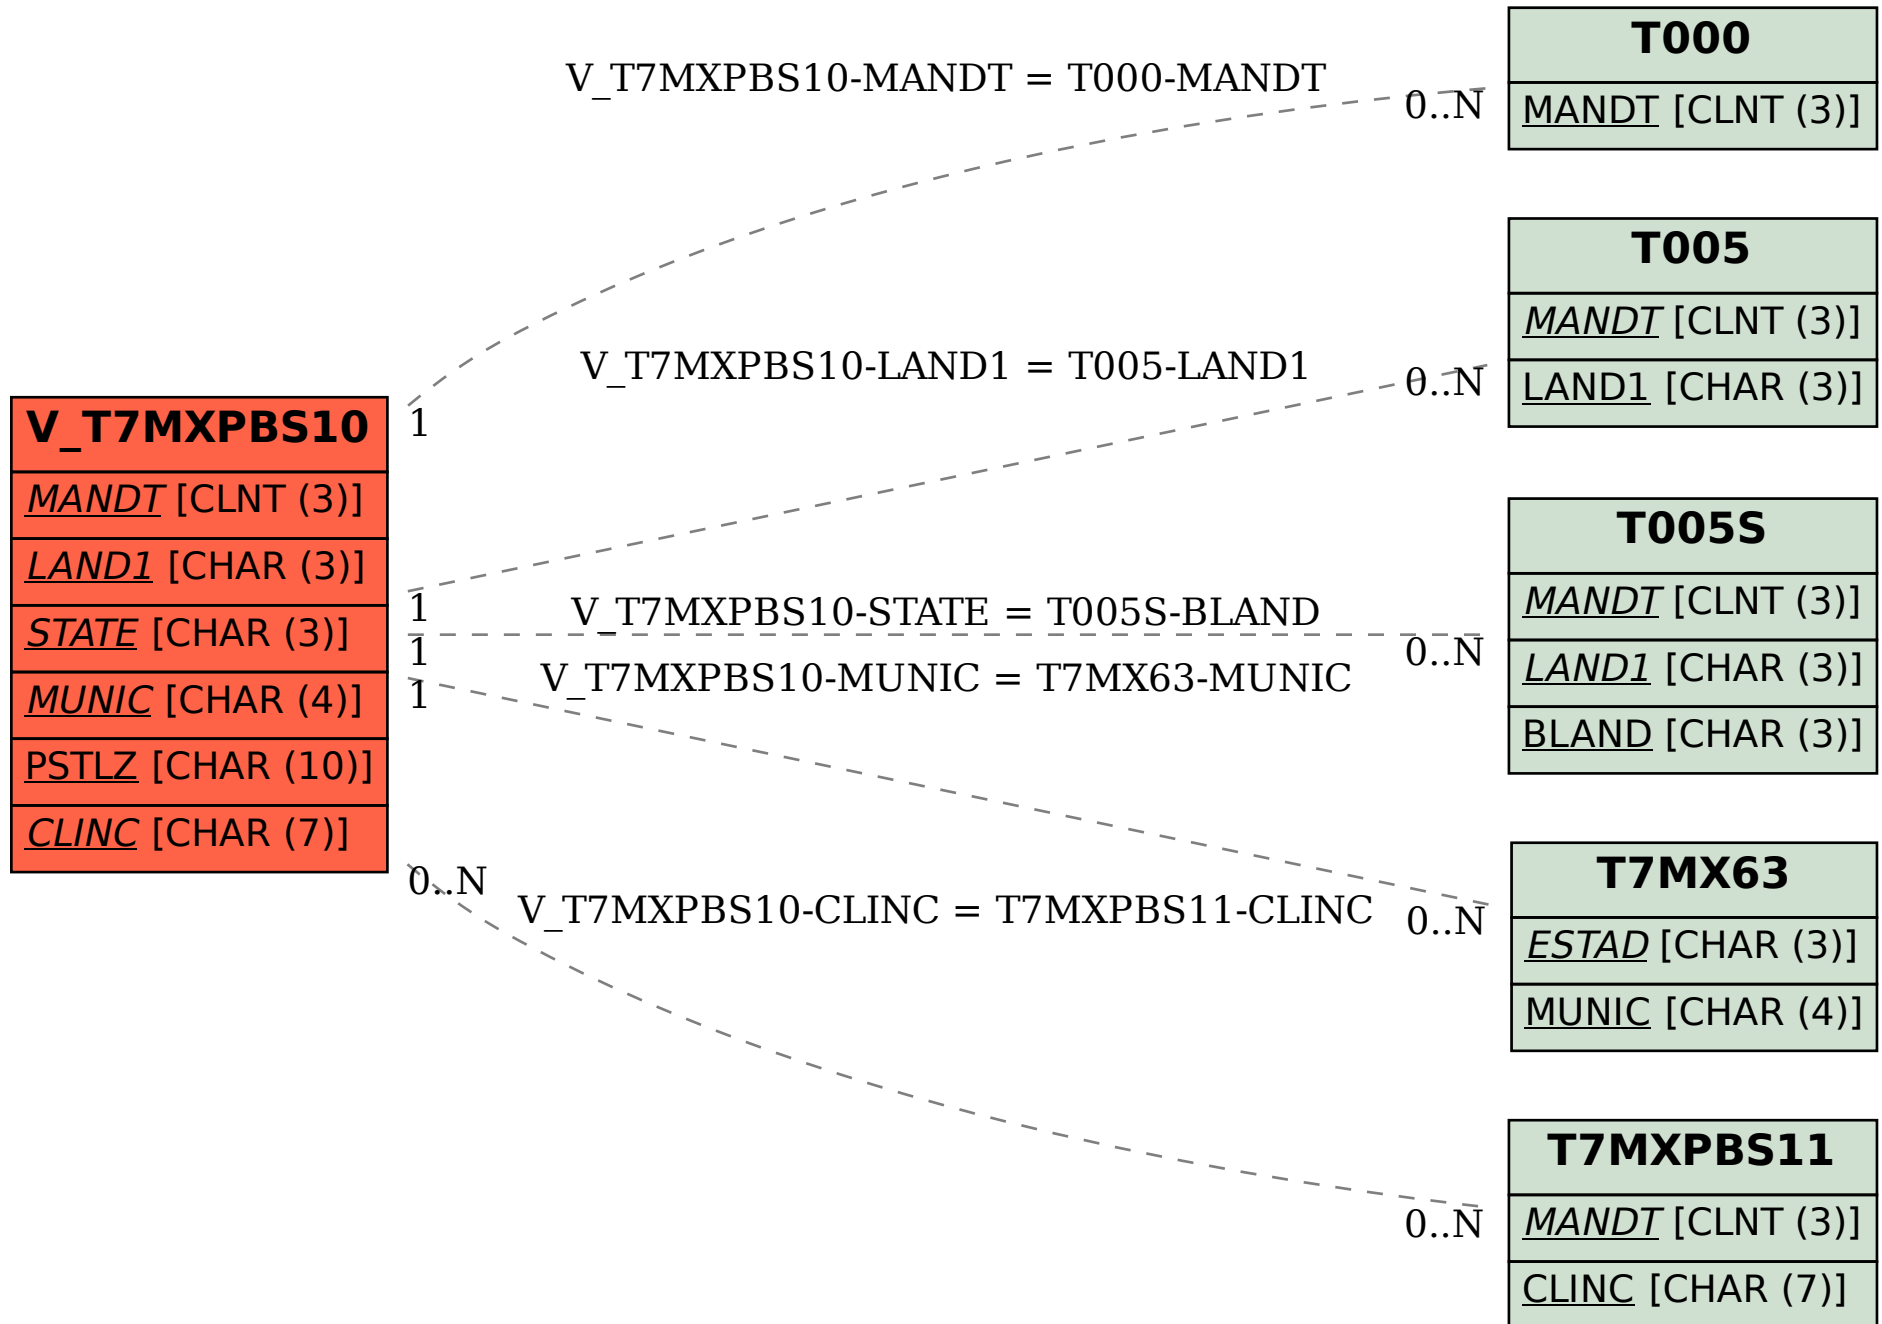 V_T7MXPBS10
MANDT [CLNT (3)]
LAND1 [CHAR (3)]
STATE [CHAR (3)]
MUNIC [CHAR (4)]
PSTLZ [CHAR (10)]
CLINC [CHAR (7)]
V_T7MXPBS10-MANDT = T000-MANDT
1
0..N
V_T7MXPBS10-LAND1 = T005-LAND1
1
0..N
V_T7MXPBS10-STATE = T005S-BLAND
1
0..N
V_T7MXPBS10-MUNIC = T7MX63-MUNIC
1
0..N
V_T7MXPBS10-CLINC = T7MXPBS11-CLINC
0..N
0..N
T000
MANDT [CLNT (3)]
T005
MANDT [CLNT (3)]
LAND1 [CHAR (3)]
T005S
MANDT [CLNT (3)]
LAND1 [CHAR (3)]
BLAND [CHAR (3)]
T7MX63
ESTAD [CHAR (3)]
MUNIC [CHAR (4)]
T7MXPBS11
MANDT [CLNT (3)]
CLINC [CHAR (7)]